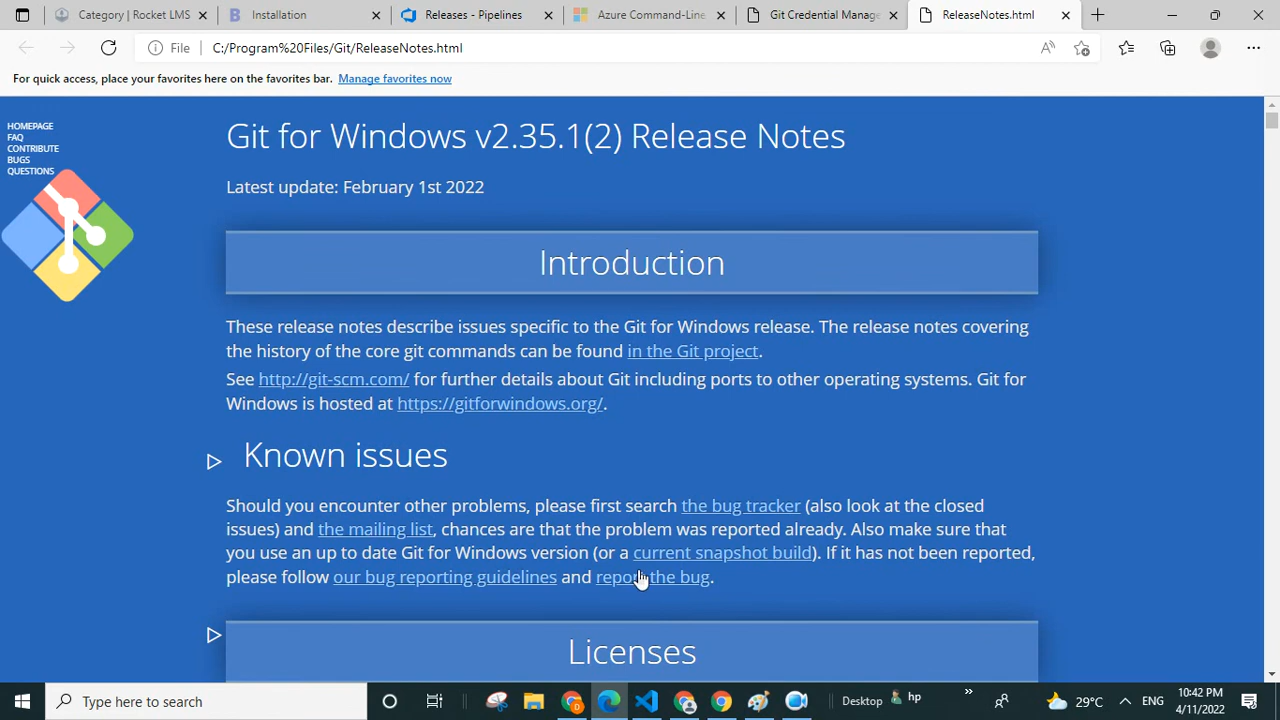 Category | Rocket LMS
Installation
Releases - Pipelines
Azure Command-Line
Git Credential Manage
ReleaseNotes.html
File
C:/Program%20Files/Git/ReleaseNotes.html
For quick access, place your favorites here on the favorites bar. Manage favorites now
HOMEPAGE
FAQ
CONTRIBUTE
BUGS
QUESTIONS
Git for Windows v2.35.1(2) Release Notes
Latest update: February 1st 2022
Introduction
These release notes describe issues specific to the Git for Windows release. The release notes covering
the history of the core git commands can be found in the Git project.
See http://git-scm.com/ for further details about Git including ports to other operating systems. Git for
Windows is hosted at https://gitforwindows.org/.
Known issues
Should you encounter other problems, please first search the bug tracker (also look at the closed
issues) and the mailing list, chances are that the problem was reported already. Also make sure that
you use an up to date Git for Windows version (or a current snapshot build). If it has not been reported,
please follow our bug reporting guidelines and report the bug.
Licenses
Type here to search
Desktop
hp
29°C
ENG
10:42 PM
4/11/2022